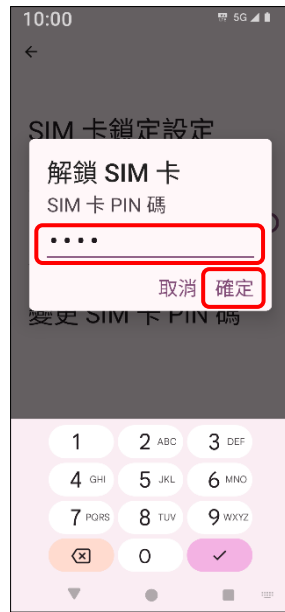 10:00 5G
SIM 卡鎖定設定
解鎖 SIM 卡
SIM 卡 PIN 碼
••••
取消 確定
變更 SIM 卡 PIN 碼
1 2 ABC 3 DEF
4 GHI 5 JKL 6 MNO
7 PQRS 8 TUV 9 WXYZ
0